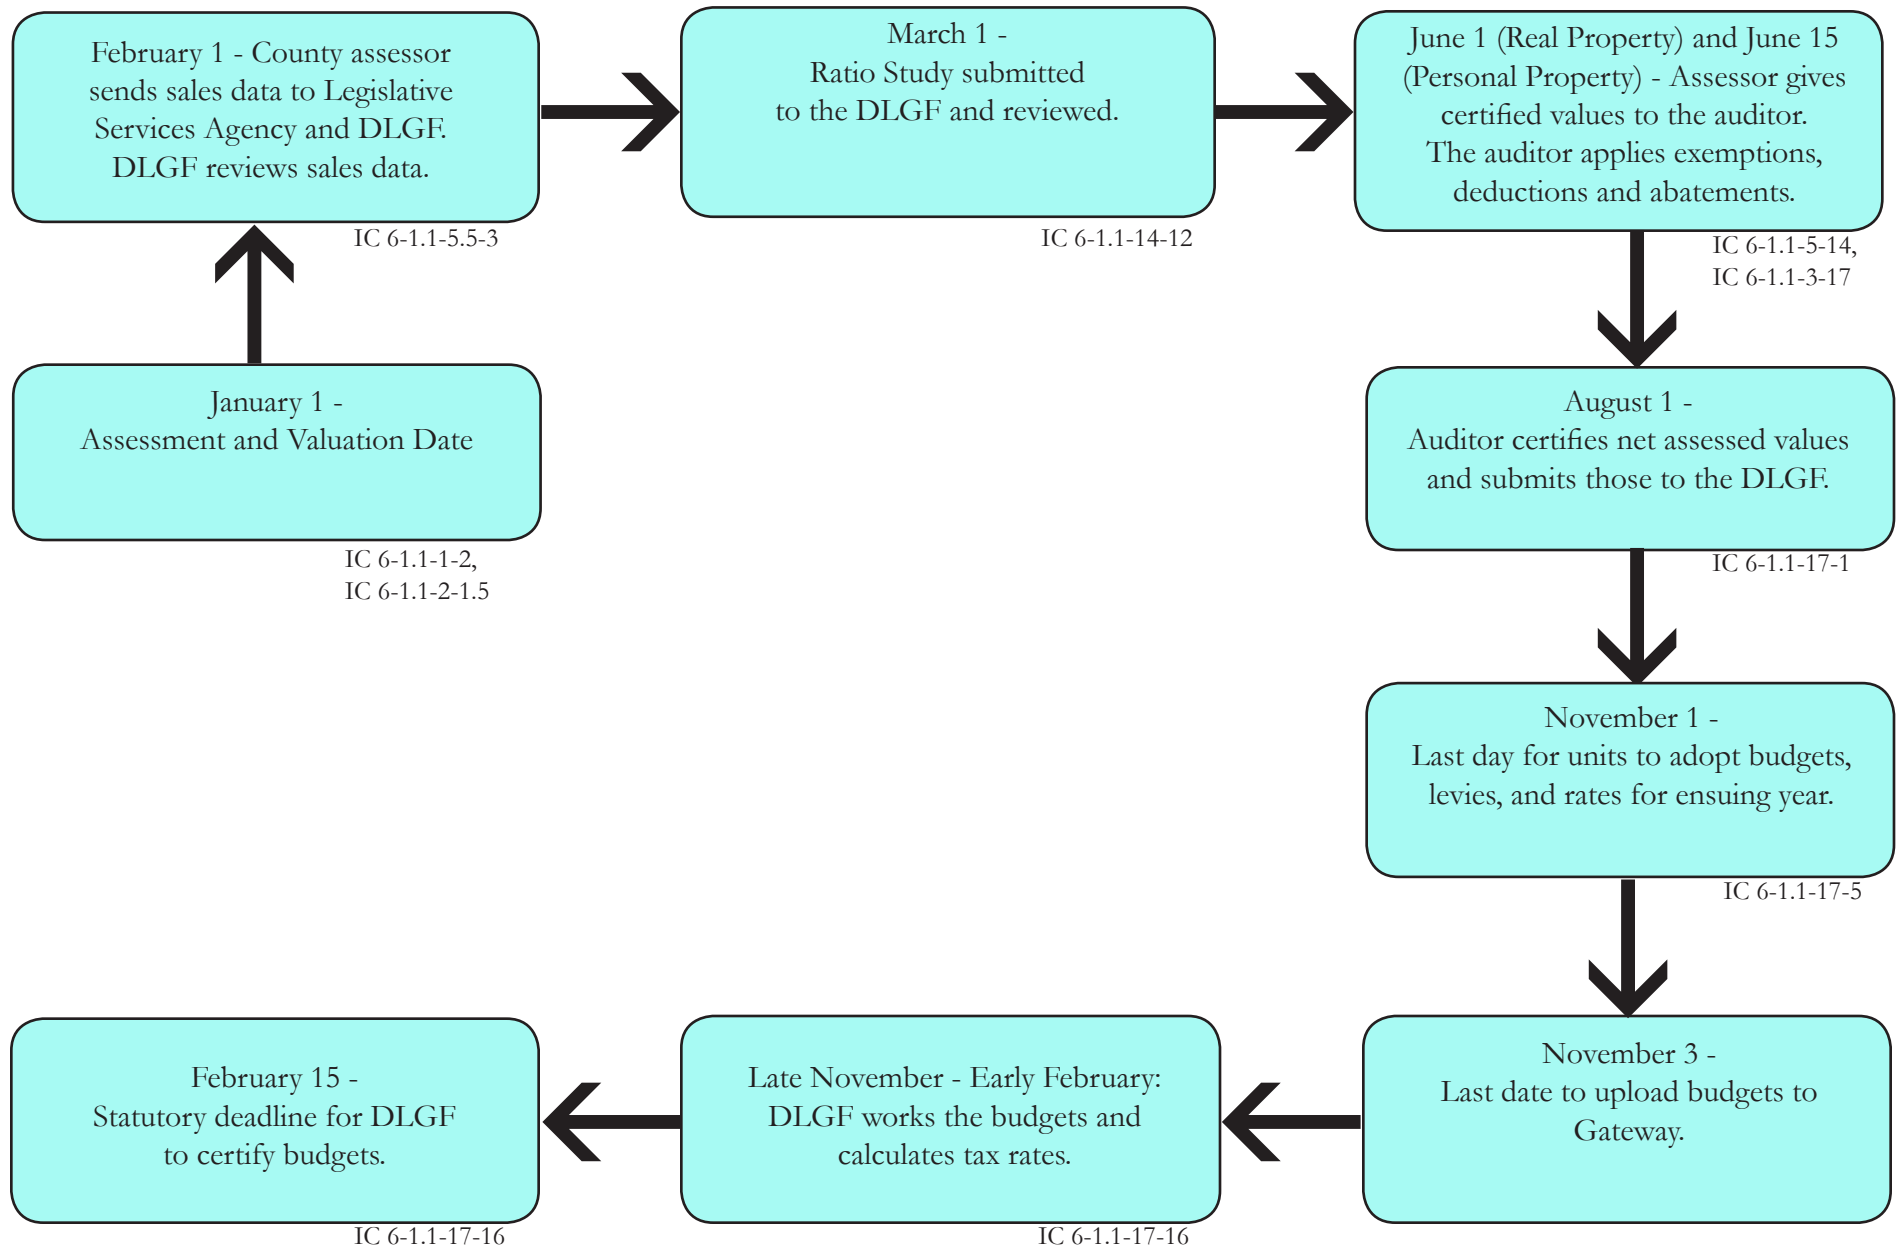 February 1 - County assessor
sends sales data to Legislative
Services Agency and DLGF.
DLGF reviews sales data.
IC 6-1.1-5.5-3
March 1 -
Ratio Study submitted
to the DLGF and reviewed.
IC 6-1.1-14-12
June 1 (Real Property) and June 15
(Personal Property) - Assessor gives
certified values to the auditor.
The auditor applies exemptions,
deductions and abatements.
IC 6-1.1-5-14,
IC 6-1.1-3-17
January 1 -
Assessment and Valuation Date
IC 6-1.1-1-2,
IC 6-1.1-2-1.5
August 1 -
Auditor certifies net assessed values
and submits those to the DLGF.
IC 6-1.1-17-1
November 1 -
Last day for units to adopt budgets,
levies, and rates for ensuing year.
IC 6-1.1-17-5
November 3 -
Last date to upload budgets to
Gateway.
Late November - Early February:
DLGF works the budgets and
calculates tax rates.
IC 6-1.1-17-16
February 15 -
Statutory deadline for DLGF
to certify budgets.
IC 6-1.1-17-16